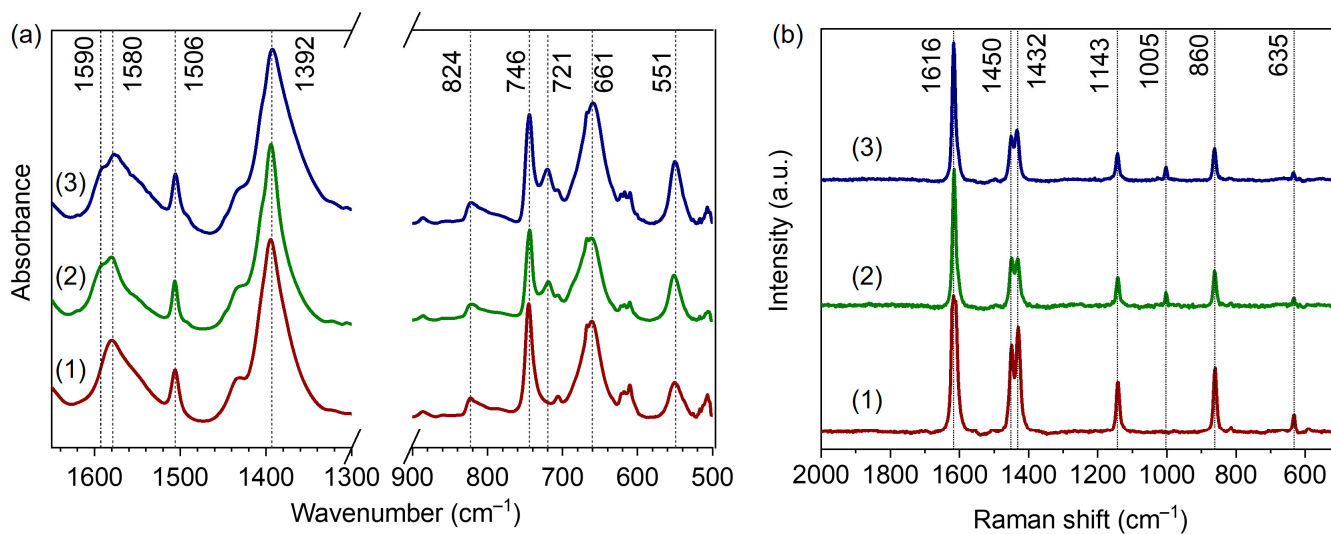 (a)
1590
1580
1506
1392
824
746
721
661
551
(3)
(2)
(1)
Absorbance
1600 1500 1400 1300 900 800 700 600 500
Wavenumber (cm⁻¹)
(b)
1616
1450
1432
1143
1005
860
635
(3)
(2)
(1)
Intensity (a.u.)
2000 1800 1600 1400 1200 1000 800 600
Raman shift (cm⁻¹)